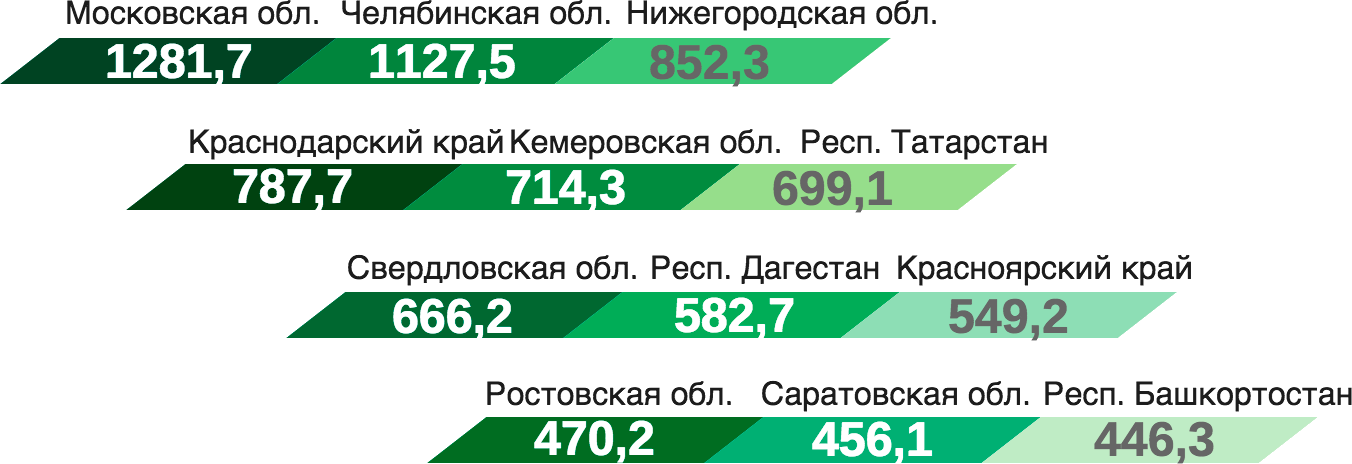 Московская обл. Челябинская обл. Нижегородская обл.
1281,7 1127,5 852,3
Краснодарский край Кемеровская обл. Респ. Татарстан
787,7 714,3 699,1
Свердловская обл. Респ. Дагестан Красноярский край
666,2 582,7 549,2
Ростовская обл. Саратовская обл. Респ. Башкортостан
470,2 456,1 446,3